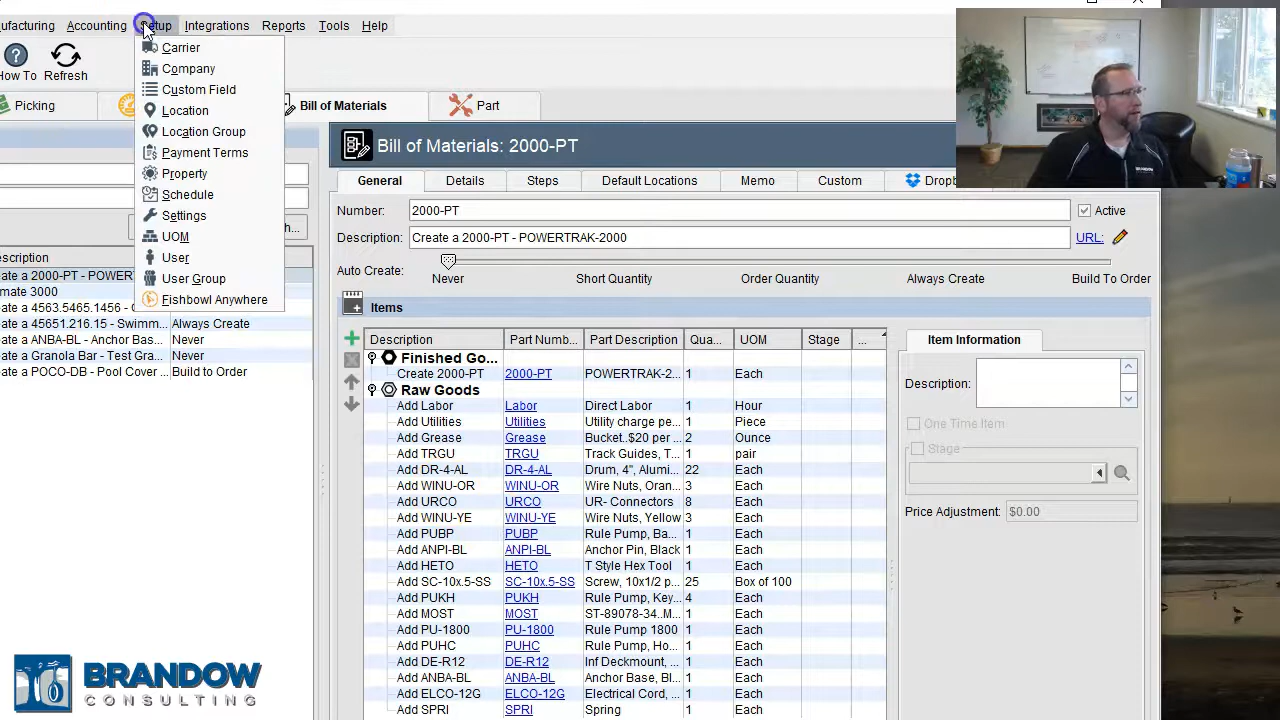 ufacturing Accounting Setup Integrations Reports Tools Help
How To Refresh
Carrier
Company
Custom Field
Location
Location Group
Payment Terms
Property
Schedule
Settings
UOM
User
User Group
Fishbowl Anywhere
Picking Bill of Materials Part
h...
escription
ate a 2000-PT - POWERT
mate 3000
ate a 4563.5465.1456 - C
ate a 45651.216.15 - Swimm... Always Create
ate a ANBA-BL - Anchor Bas... Never
ate a Granola Bar - Test Gra... Never
ate a POCO-DB - Pool Cover Build to Order
Bill of Materials: 2000-PT
General Details Steps Default Locations Memo Custom Dropb
Number: 2000-PT Active
Description: Create a 2000-PT - POWERTRAK-2000 URL:
Auto Create: Never Short Quantity Order Quantity Always Create Build To Order
Items
Description Part Numb... Part Description Qua... UOM Stage ...
Finished Go...
Create 2000-PT 2000-PT POWERTRAK-2... 1 Each
Raw Goods
Add Labor Labor Direct Labor 1 Hour
Add Utilities Utilities Utility charge pe... 1 Piece
Add Grease Grease Bucket..$20 per ... 2 Ounce
Add TRGU TRGU Track Guides, T... 1 pair
Add DR-4-AL DR-4-AL Drum, 4", Alumi... 22 Each
Add WINU-OR WINU-OR Wire Nuts, Oran... 3 Each
Add URCO URCO UR- Connectors 8 Each
Add WINU-YE WINU-YE Wire Nuts, Yellow 3 Each
Add PUBP PUBP Rule Pump, Ba... 1 Each
Add ANPI-BL ANPI-BL Anchor Pin, Black 1 Each
Add HETO HETO T Style Hex Tool 1 Each
Add SC-10x.5-SS SC-10x.5-SS Screw, 10x1/2 p... 25 Box of 100
Add PUKH PUKH Rule Pump, Key... 4 Each
Add MOST MOST ST-89078-34..M... 1 Each
Add PU-1800 PU-1800 Rule Pump 1800 1 Each
Add PUHC PUHC Rule Pump, ... 1 Each
Add DE-R12 DE-R12 Inf Deckmount, ... 1 Each
Add ANBA-BL ANBA-BL Anchor Base, Bl... 1 Each
Add ELCO-12G ELCO-12G Electrical Cord, ... 1 Each
Add SPRI SPRI Spring 1 Each
Item Information
Description:
One Time Item
Stage
Price Adjustment: $0.00
BRANDOW
BRANDOW
CONSULTING